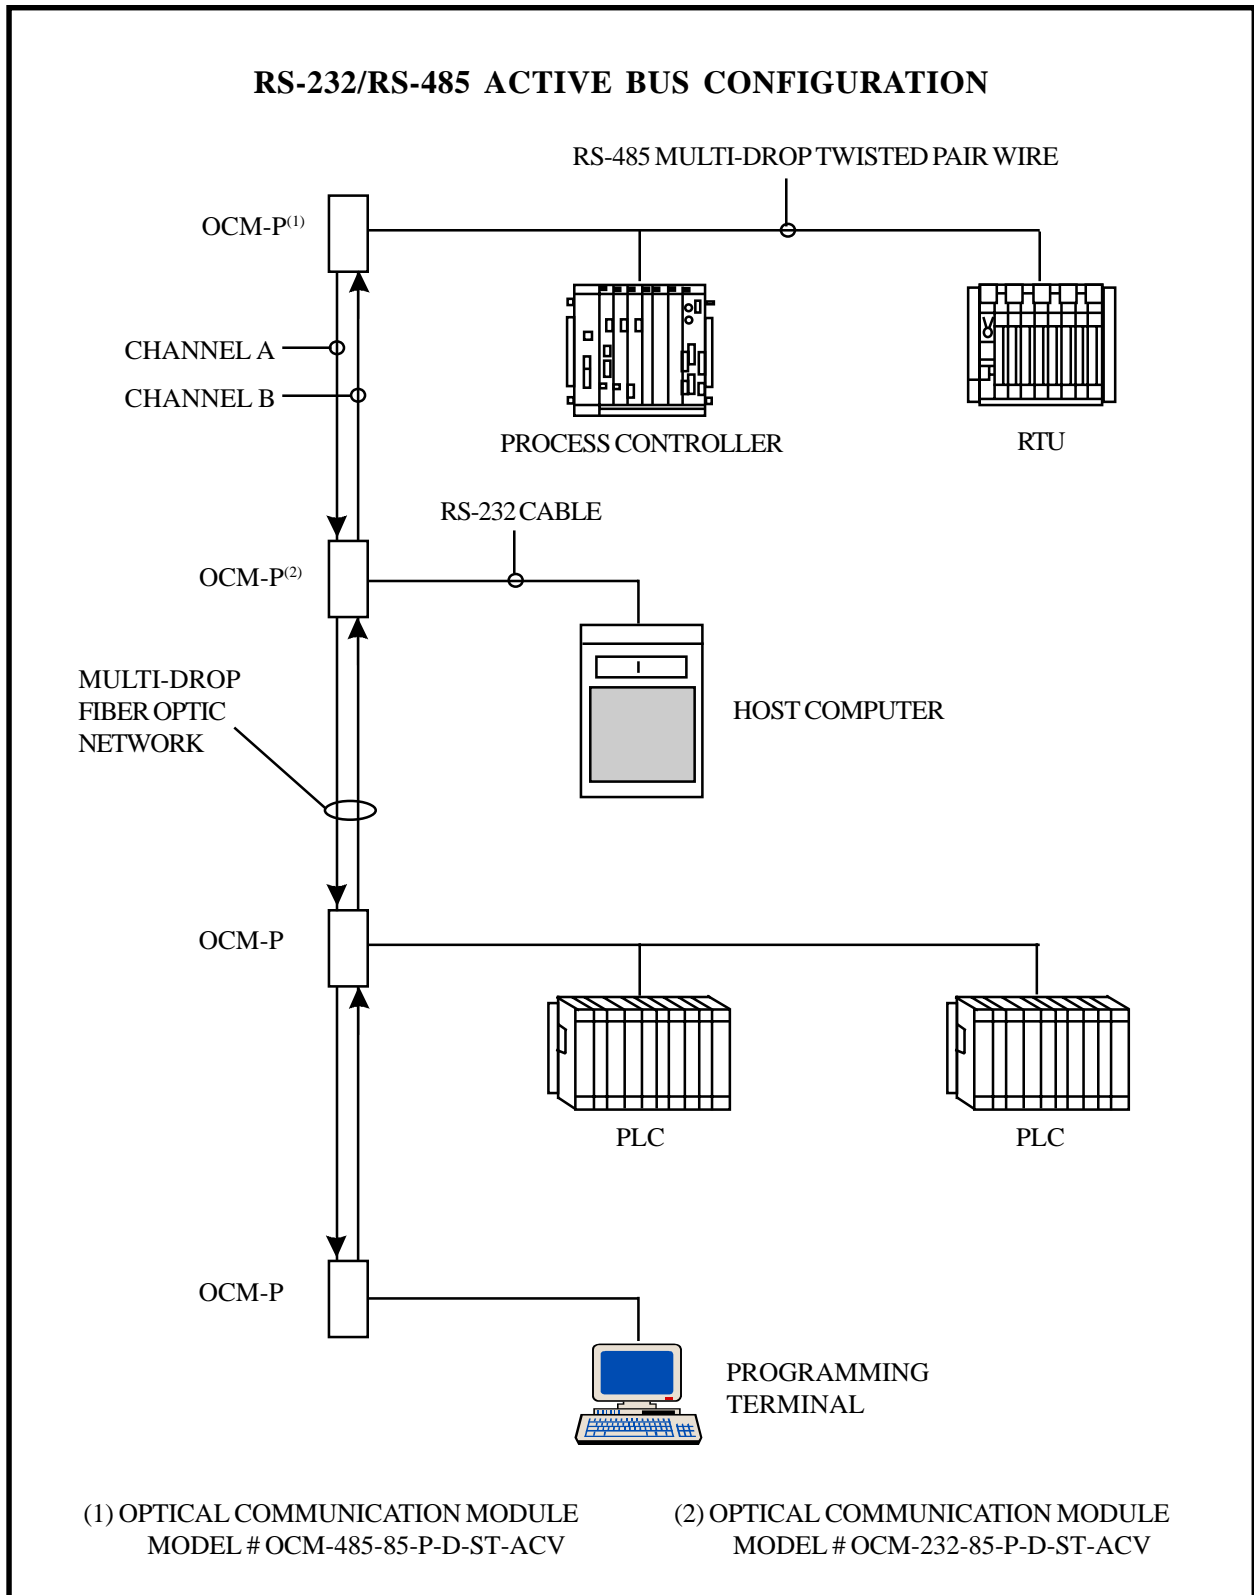 RS-232/RS-485 ACTIVE BUS CONFIGURATION
RS-485 MULTI-DROP TWISTED PAIR WIRE
OCM-P(1)
CHANNEL A
CHANNEL B
PROCESS CONTROLLER
RTU
RS-232 CABLE
OCM-P(2)
MULTI-DROP
FIBER OPTIC
NETWORK
HOST COMPUTER
OCM-P
PLC
PLC
OCM-P
PROGRAMMING
TERMINAL
(1) OPTICAL COMMUNICATION MODULE
MODEL # OCM-485-85-P-D-ST-ACV
(2) OPTICAL COMMUNICATION MODULE
MODEL # OCM-232-85-P-D-ST-ACV